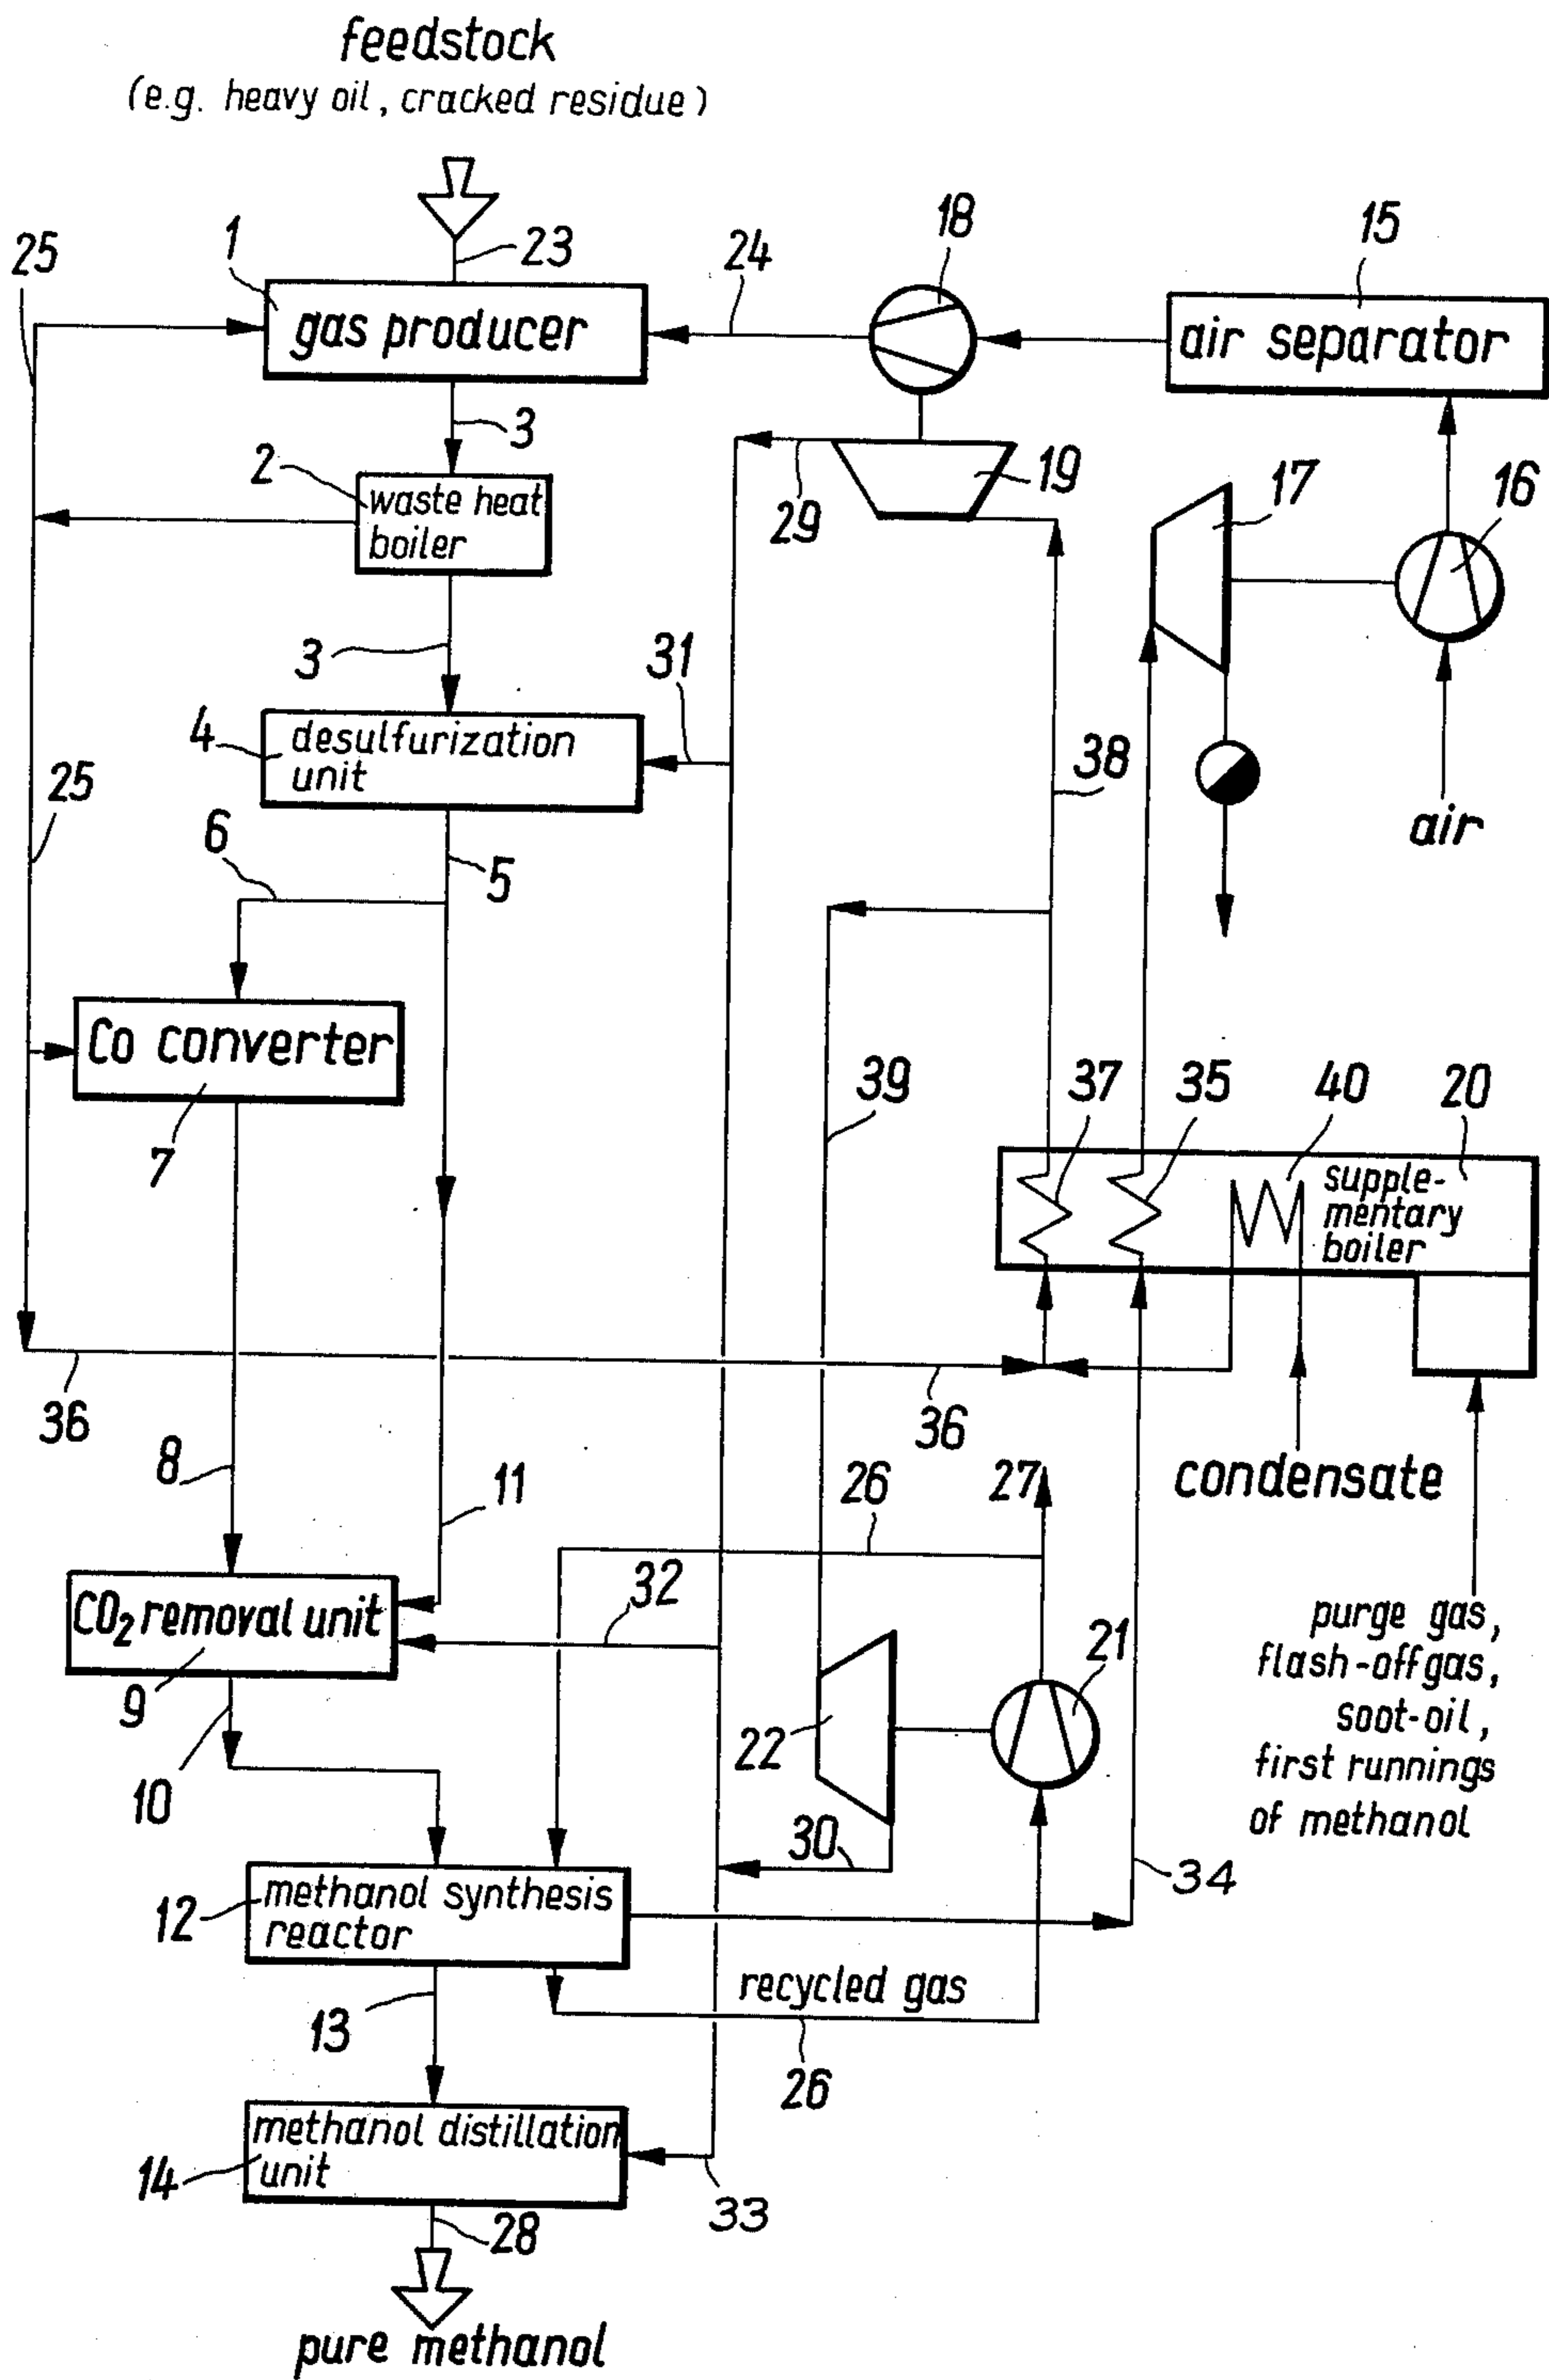 feedstock
(e.g. heavy oil, cracked residue)
18
15
1
23
24
25
gas producer
air separator
3
2
waste heat
boiler
19
29
17
16
3
31
4
desulfurization
unit
38
25
6
5
air
Co converter
39
37
35
40
20
7
supple-
mentary
boiler
36
36
8
11
26
27
condensate
32
CO2 removal unit
purge gas,
flash-offgas,
soot-oil,
first runnings
of methanol
21
9
22
10
30
34
12
methanol synthesis
reactor
recycled gas
13
26
methanol distillation
unit
14
33
28
pure methanol